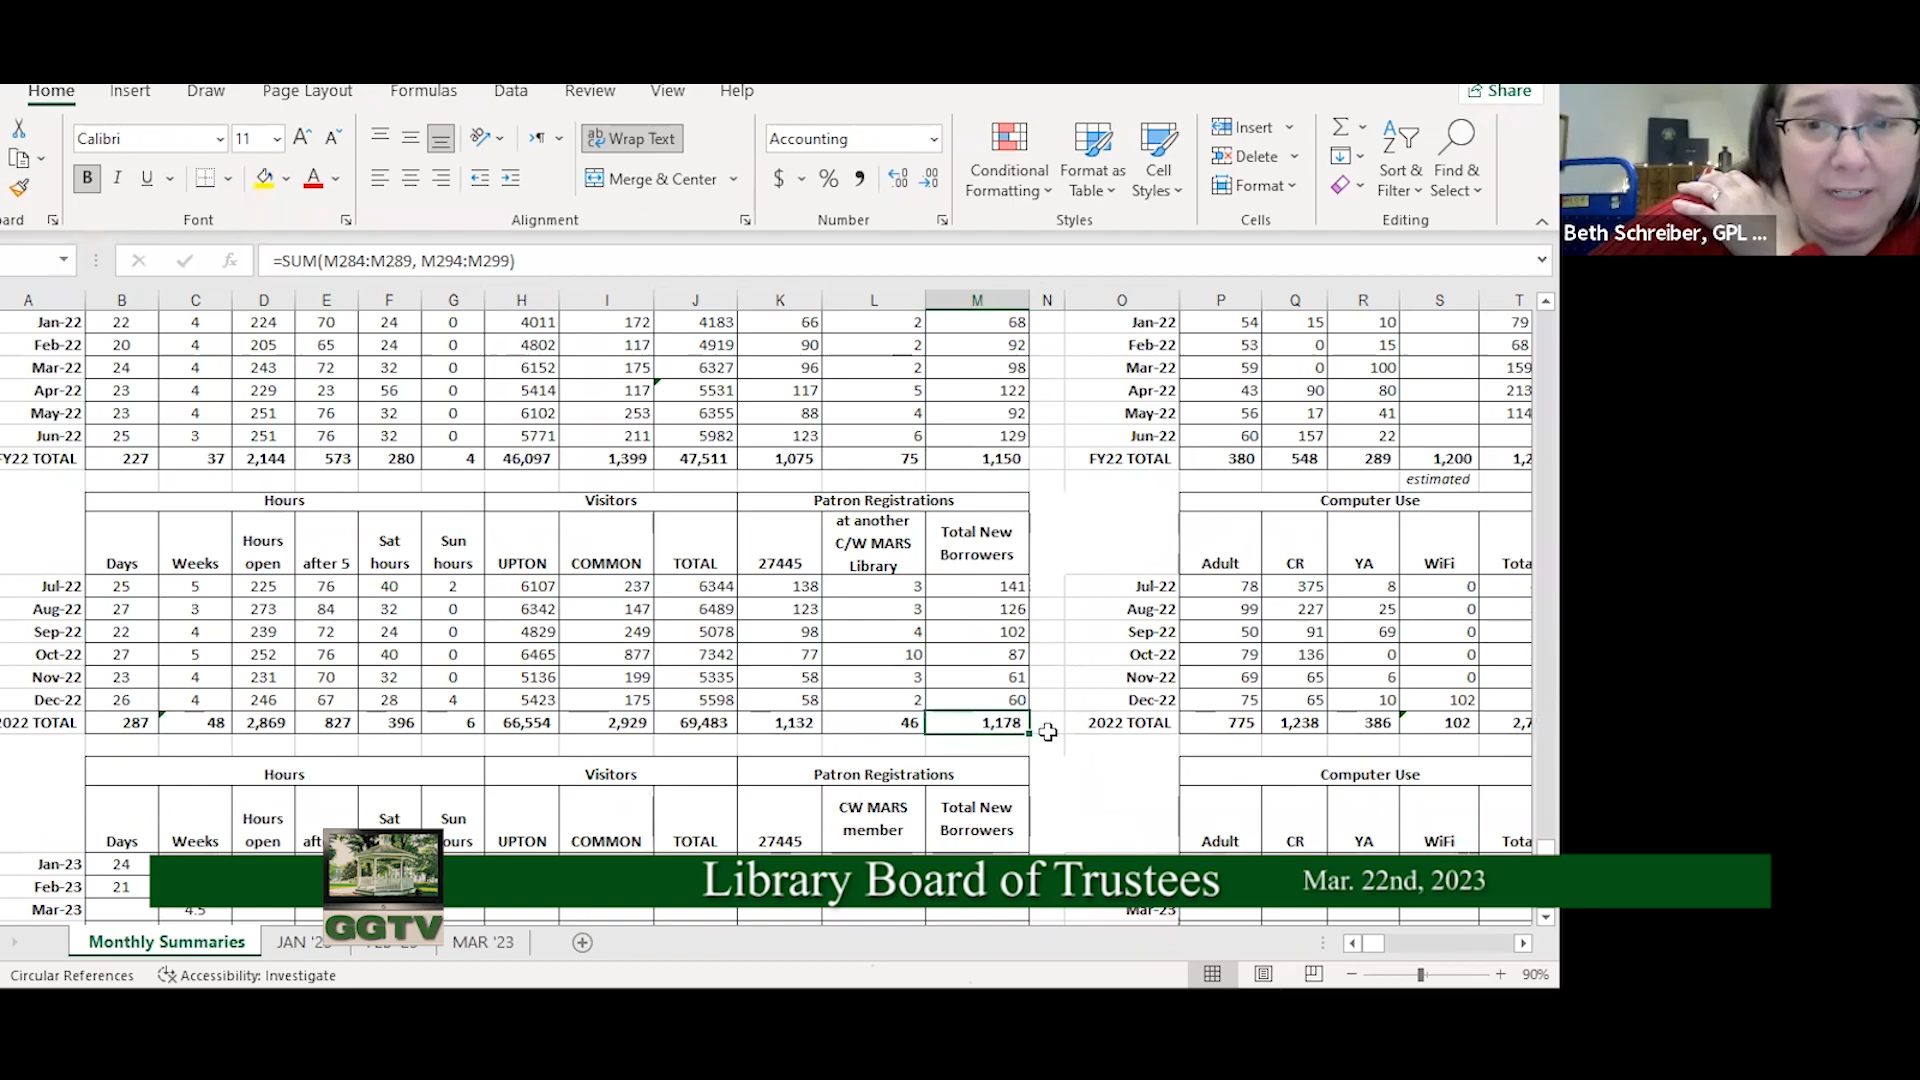 Home Insert Draw Page Layout Formulas Data Review View Help Share
Calibri 11 Wrap Text Accounting
Merge & Center
Conditional Formatting Format as Table Cell Styles
Insert
Delete
Format
Sort & Filter Find & Select
Font Alignment Number Styles Cells Editing
=SUM(M284:M289, M294:M299)
Beth Schreiber, GPL ...
A B C D E F G H I J K L M N O P Q R S T
Jan-22 22 4 224 70 24 0 4011 172 4183 66 2 68 Jan-22 54 15 10 79
Feb-22 20 4 205 65 24 0 4802 117 4919 90 2 92 Feb-22 53 0 15 68
Mar-22 24 4 243 72 32 0 6152 175 6327 96 2 98 Mar-22 59 0 100 159
Apr-22 23 4 229 23 56 0 5414 117 5531 117 5 122 Apr-22 43 90 80 213
May-22 23 4 251 76 32 0 6102 253 6355 88 4 92 May-22 56 17 41 114
Jun-22 25 3 251 76 32 0 5771 211 5982 123 6 129 Jun-22 60 157 22
FY22 TOTAL 227 37 2,144 573 280 4 46,097 1,399 47,511 1,075 75 1,150 FY22 TOTAL 380 548 289 1,200 1,2
estimated
Hours Visitors Patron Registrations Computer Use
Days Weeks Hours open after 5 Sat hours Sun hours UPTON COMMON TOTAL 27445 at another C/W MARS Library Total New Borrowers Adult CR YA WiFi Tota
Jul-22 25 5 225 76 40 2 6107 237 6344 138 3 141 Jul-22 78 375 8 0
Aug-22 27 3 273 84 32 0 6342 147 6489 123 3 126 Aug-22 99 227 25 0
Sep-22 22 4 239 72 24 0 4829 249 5078 98 4 102 Sep-22 50 91 69 0
Oct-22 27 5 252 76 40 0 6465 877 7342 77 10 87 Oct-22 79 136 0 0
Nov-22 23 4 231 70 32 0 5136 199 5335 58 3 61 Nov-22 69 65 6 0
Dec-22 26 4 246 67 28 4 5423 175 5598 58 2 60 Dec-22 75 65 10 102
2022 TOTAL 287 48 2,869 827 396 6 66,554 2,929 69,483 1,132 46 1,178 2022 TOTAL 775 1,238 386 102 2,7
Hours Visitors Patron Registrations Computer Use
Days Weeks Hours open Sat Sun UPTON COMMON TOTAL 27445 CW MARS member Total New Borrowers Adult CR YA WiFi Tota
Jan-23 24
Feb-23 21
Mar-23 4.5 Mar-23
Library Board of Trustees Mar. 22nd, 2023
GGTV
Monthly Summaries JAN '23 MAR '23
Circular References Accessibility: Investigate 90%